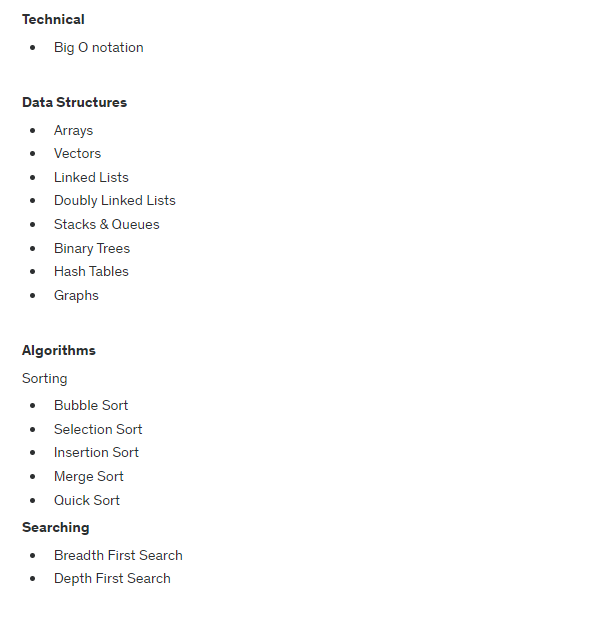 Technical
• Big O notation
Data Structures
• Arrays
• Vectors
• Linked Lists
• Doubly Linked Lists
• Stacks & Queues
• Binary Trees
• Hash Tables
• Graphs
Algorithms
Sorting
• Bubble Sort
• Selection Sort
• Insertion Sort
• Merge Sort
• Quick Sort
Searching
• Breadth First Search
• Depth First Search